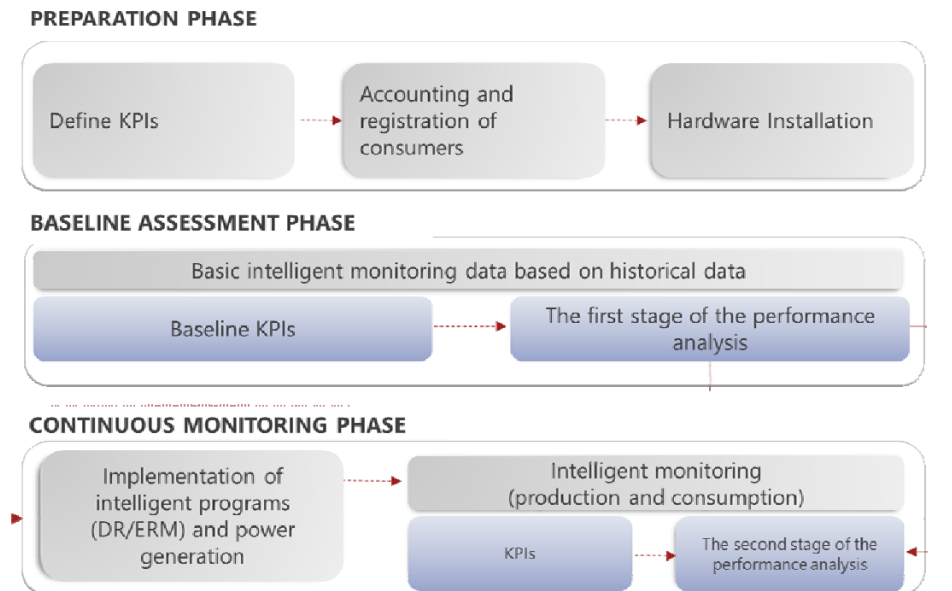 PREPARATION PHASE
Define KPIs
Accounting and
registration of
consumers
Hardware Installation
BASELINE ASSESSMENT PHASE
Basic intelligent monitoring data based on historical data
Baseline KPIs
The first stage of the performance
analysis
CONTINUOUS MONITORING PHASE
Implementation of
intelligent programs
(DR/ERM) and power
generation
Intelligent monitoring
(production and consumption)
KPIs
The second stage of the
performance analysis